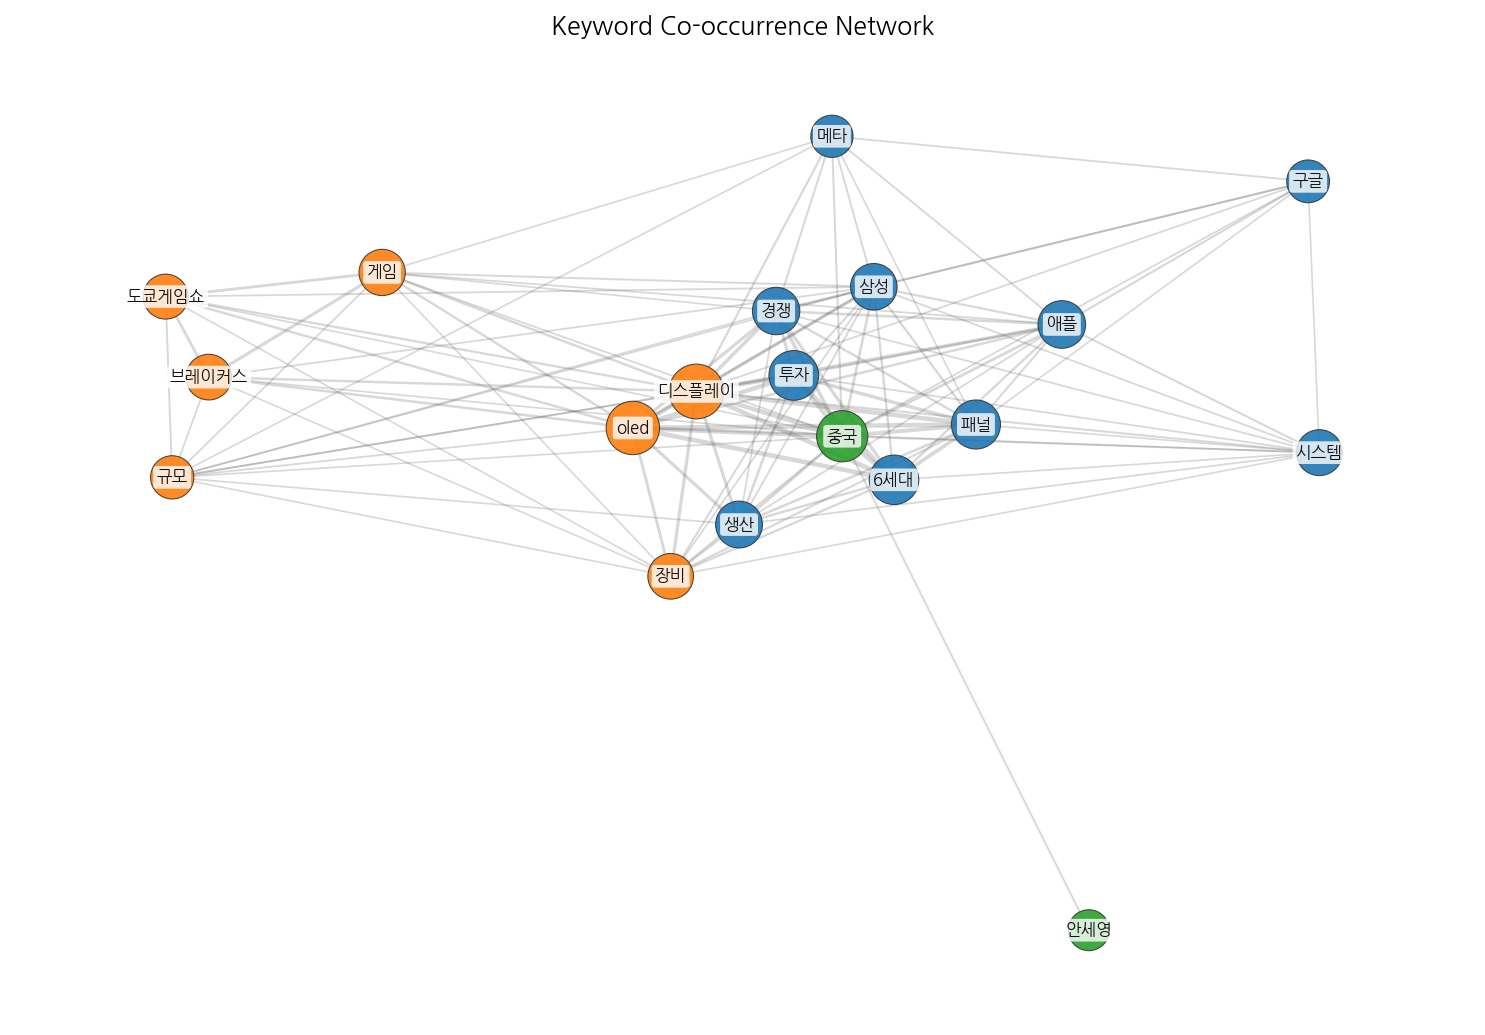 Keyword Co-occurrence Network
메타
구글
게임
삼성
도쿄게임쇼
경쟁
애플
투자
브레이커스
디스플레이
패널
oled
중국
시스템
규모
6세대
생산
장비
안세영